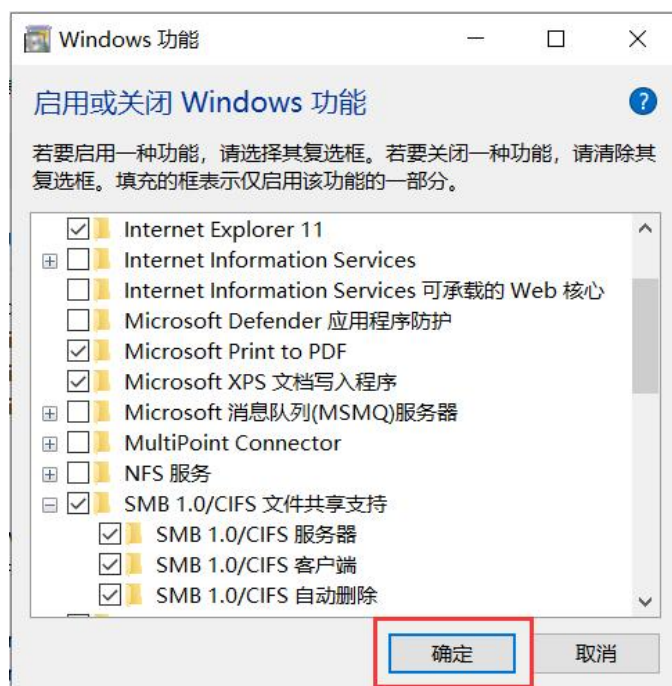 Windows 功能
启用或关闭 Windows 功能
若要启用一种功能，请选择其复选框。若要关闭一种功能，请清除其
复选框。填充的框表示仅启用该功能的一部分。
Internet Explorer 11
Internet Information Services
Internet Information Services 可承载的 Web 核心
Microsoft Defender 应用程序防护
Microsoft Print to PDF
Microsoft XPS 文档写入程序
Microsoft 消息队列(MSMQ)服务器
MultiPoint Connector
NFS 服务
SMB 1.0/CIFS 文件共享支持
SMB 1.0/CIFS 服务器
SMB 1.0/CIFS 客户端
SMB 1.0/CIFS 自动删除
确定
取消